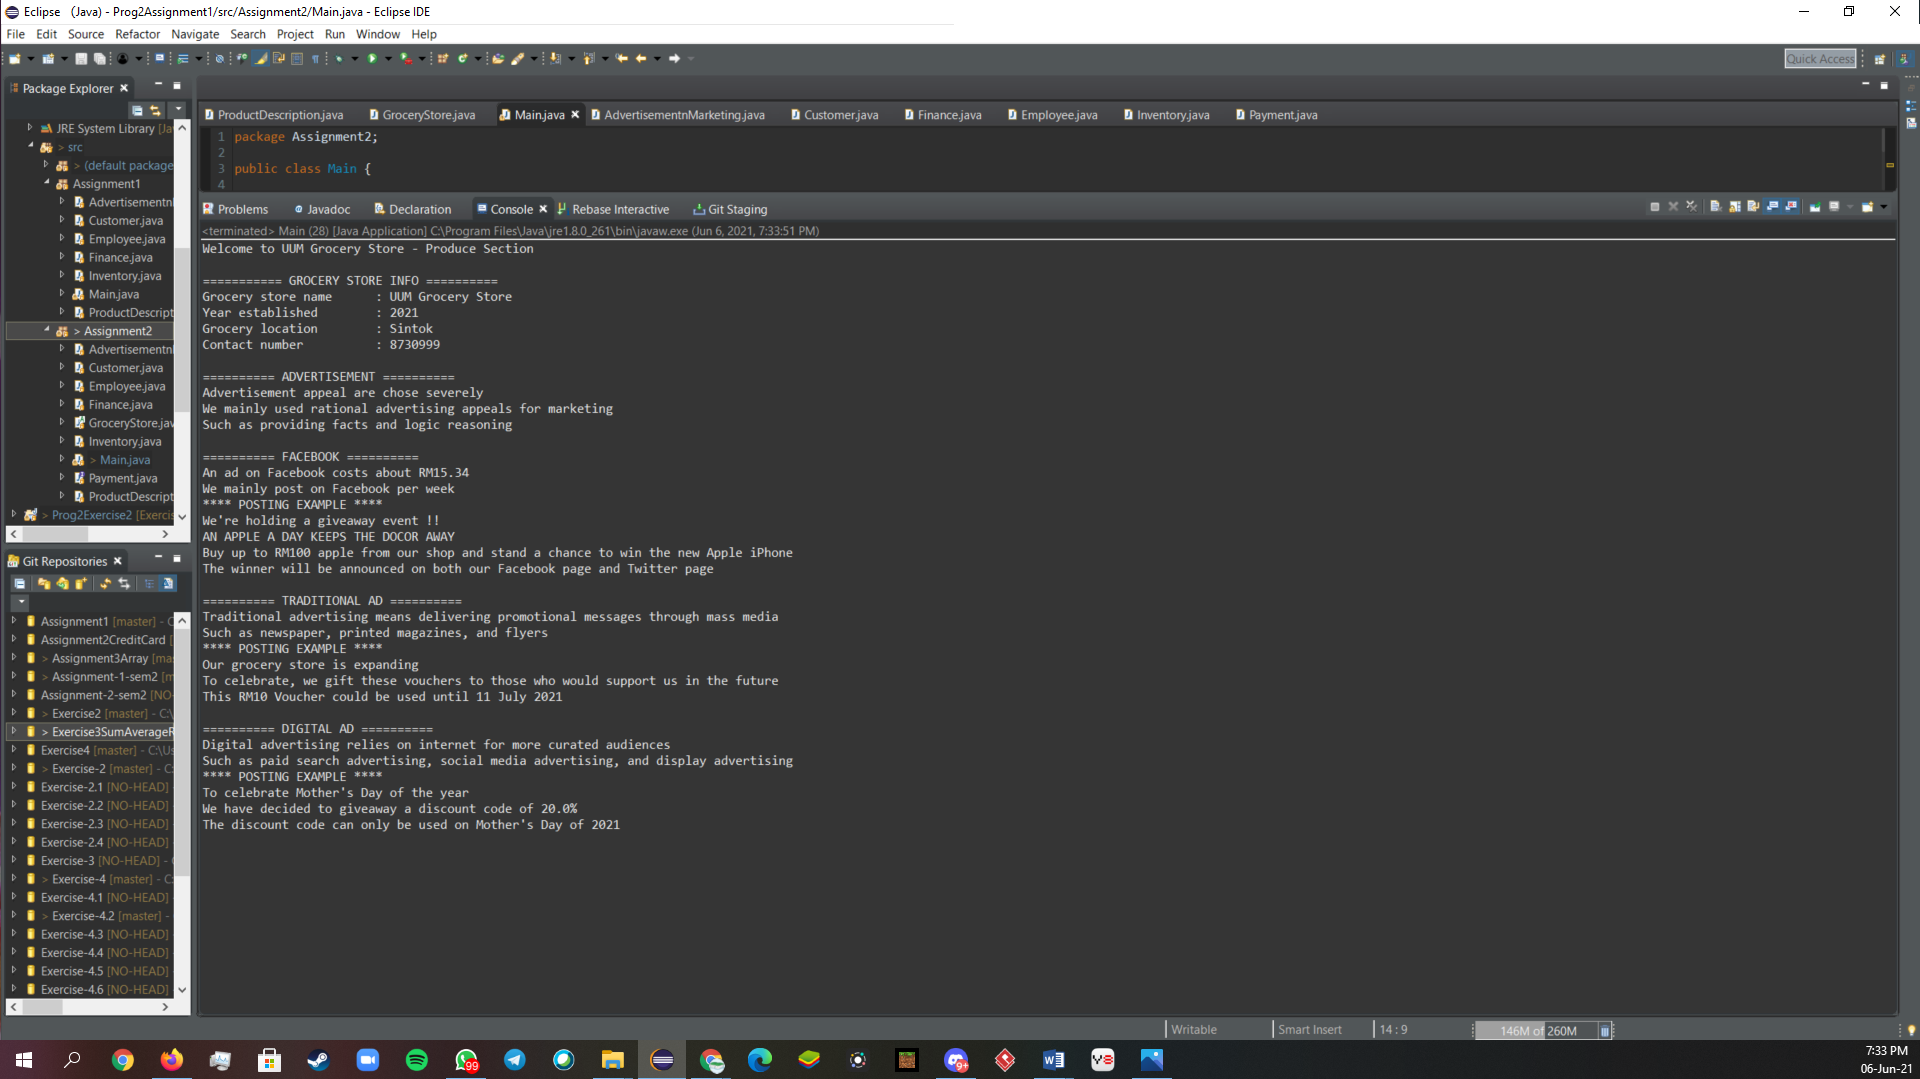 Eclipse (Java) - Prog2Assignment1/src/Assignment2/Main.java - Eclipse IDE
File Edit Source Refactor Navigate Search Project Run Window Help
Quick Access
Package Explorer
JRE System Library [Ja
> src
> (default package
Assignment1
Advertisementn
Customer.java
Employee.java
Finance.java
Inventory.java
Main.java
ProductDescript
> Assignment2
Advertisementn
Customer.java
Employee.java
Finance.java
GroceryStore.jav
Inventory.java
> Main.java
Payment.java
ProductDescript
> Prog2Exercise2 [Exercis
Git Repositories
Assignment1 [master] - C
Assignment2CreditCard [
> Assignment3Array [ma
> Assignment-1-sem2 [m
Assignment-2-sem2 [NO-
> Exercise2 [master] - C:\
> Exercise3SumAverageR
Exercise4 [master] - C:\Us
> Exercise-2 [master] - C:
Exercise-2.1 [NO-HEAD]
Exercise-2.2 [NO-HEAD]
Exercise-2.3 [NO-HEAD]
Exercise-2.4 [NO-HEAD]
Exercise-3 [NO-HEAD] - C
> Exercise-4 [master] - C:
Exercise-4.1 [NO-HEAD]
> Exercise-4.2 [master] -
Exercise-4.3 [NO-HEAD]
Exercise-4.4 [NO-HEAD]
Exercise-4.5 [NO-HEAD]
Exercise-4.6 [NO-HEAD]
ProductDescription.java GroceryStore.java Main.java AdvertisementnMarketing.java Customer.java Finance.java Employee.java Inventory.java Payment.java
1 package Assignment2;
2
3 public class Main {
4
Problems Javadoc Declaration Console Rebase Interactive Git Staging
<terminated> Main (28) [Java Application] C:\Program Files\Java\jre1.8.0_261\bin\javaw.exe (Jun 6, 2021, 7:33:51 PM)
Welcome to UUM Grocery Store - Produce Section
=========== GROCERY STORE INFO ==========
Grocery store name : UUM Grocery Store
Year established : 2021
Grocery location : Sintok
Contact number : 8730999
========== ADVERTISEMENT ==========
Advertisement appeal are chose severely
We mainly used rational advertising appeals for marketing
Such as providing facts and logic reasoning
========== FACEBOOK ==========
An ad on Facebook costs about RM15.34
We mainly post on Facebook per week
**** POSTING EXAMPLE ****
We're holding a giveaway event !!
AN APPLE A DAY KEEPS THE DOCOR AWAY
Buy up to RM100 apple from our shop and stand a chance to win the new Apple iPhone
The winner will be announced on both our Facebook page and Twitter page
========== TRADITIONAL AD ==========
Traditional advertising means delivering promotional messages through mass media
Such as newspaper, printed magazines, and flyers
**** POSTING EXAMPLE ****
Our grocery store is expanding
To celebrate, we gift these vouchers to those who would support us in the future
This RM10 Voucher could be used until 11 July 2021
========== DIGITAL AD ==========
Digital advertising relies on internet for more curated audiences
Such as paid search advertising, social media advertising, and display advertising
**** POSTING EXAMPLE ****
To celebrate Mother's Day of the year
We have decided to giveaway a discount code of 20.0%
The discount code can only be used on Mother's Day of 2021
Writable Smart Insert 14 : 9 146M of 260M
99
9+
7:33 PM
06-Jun-21